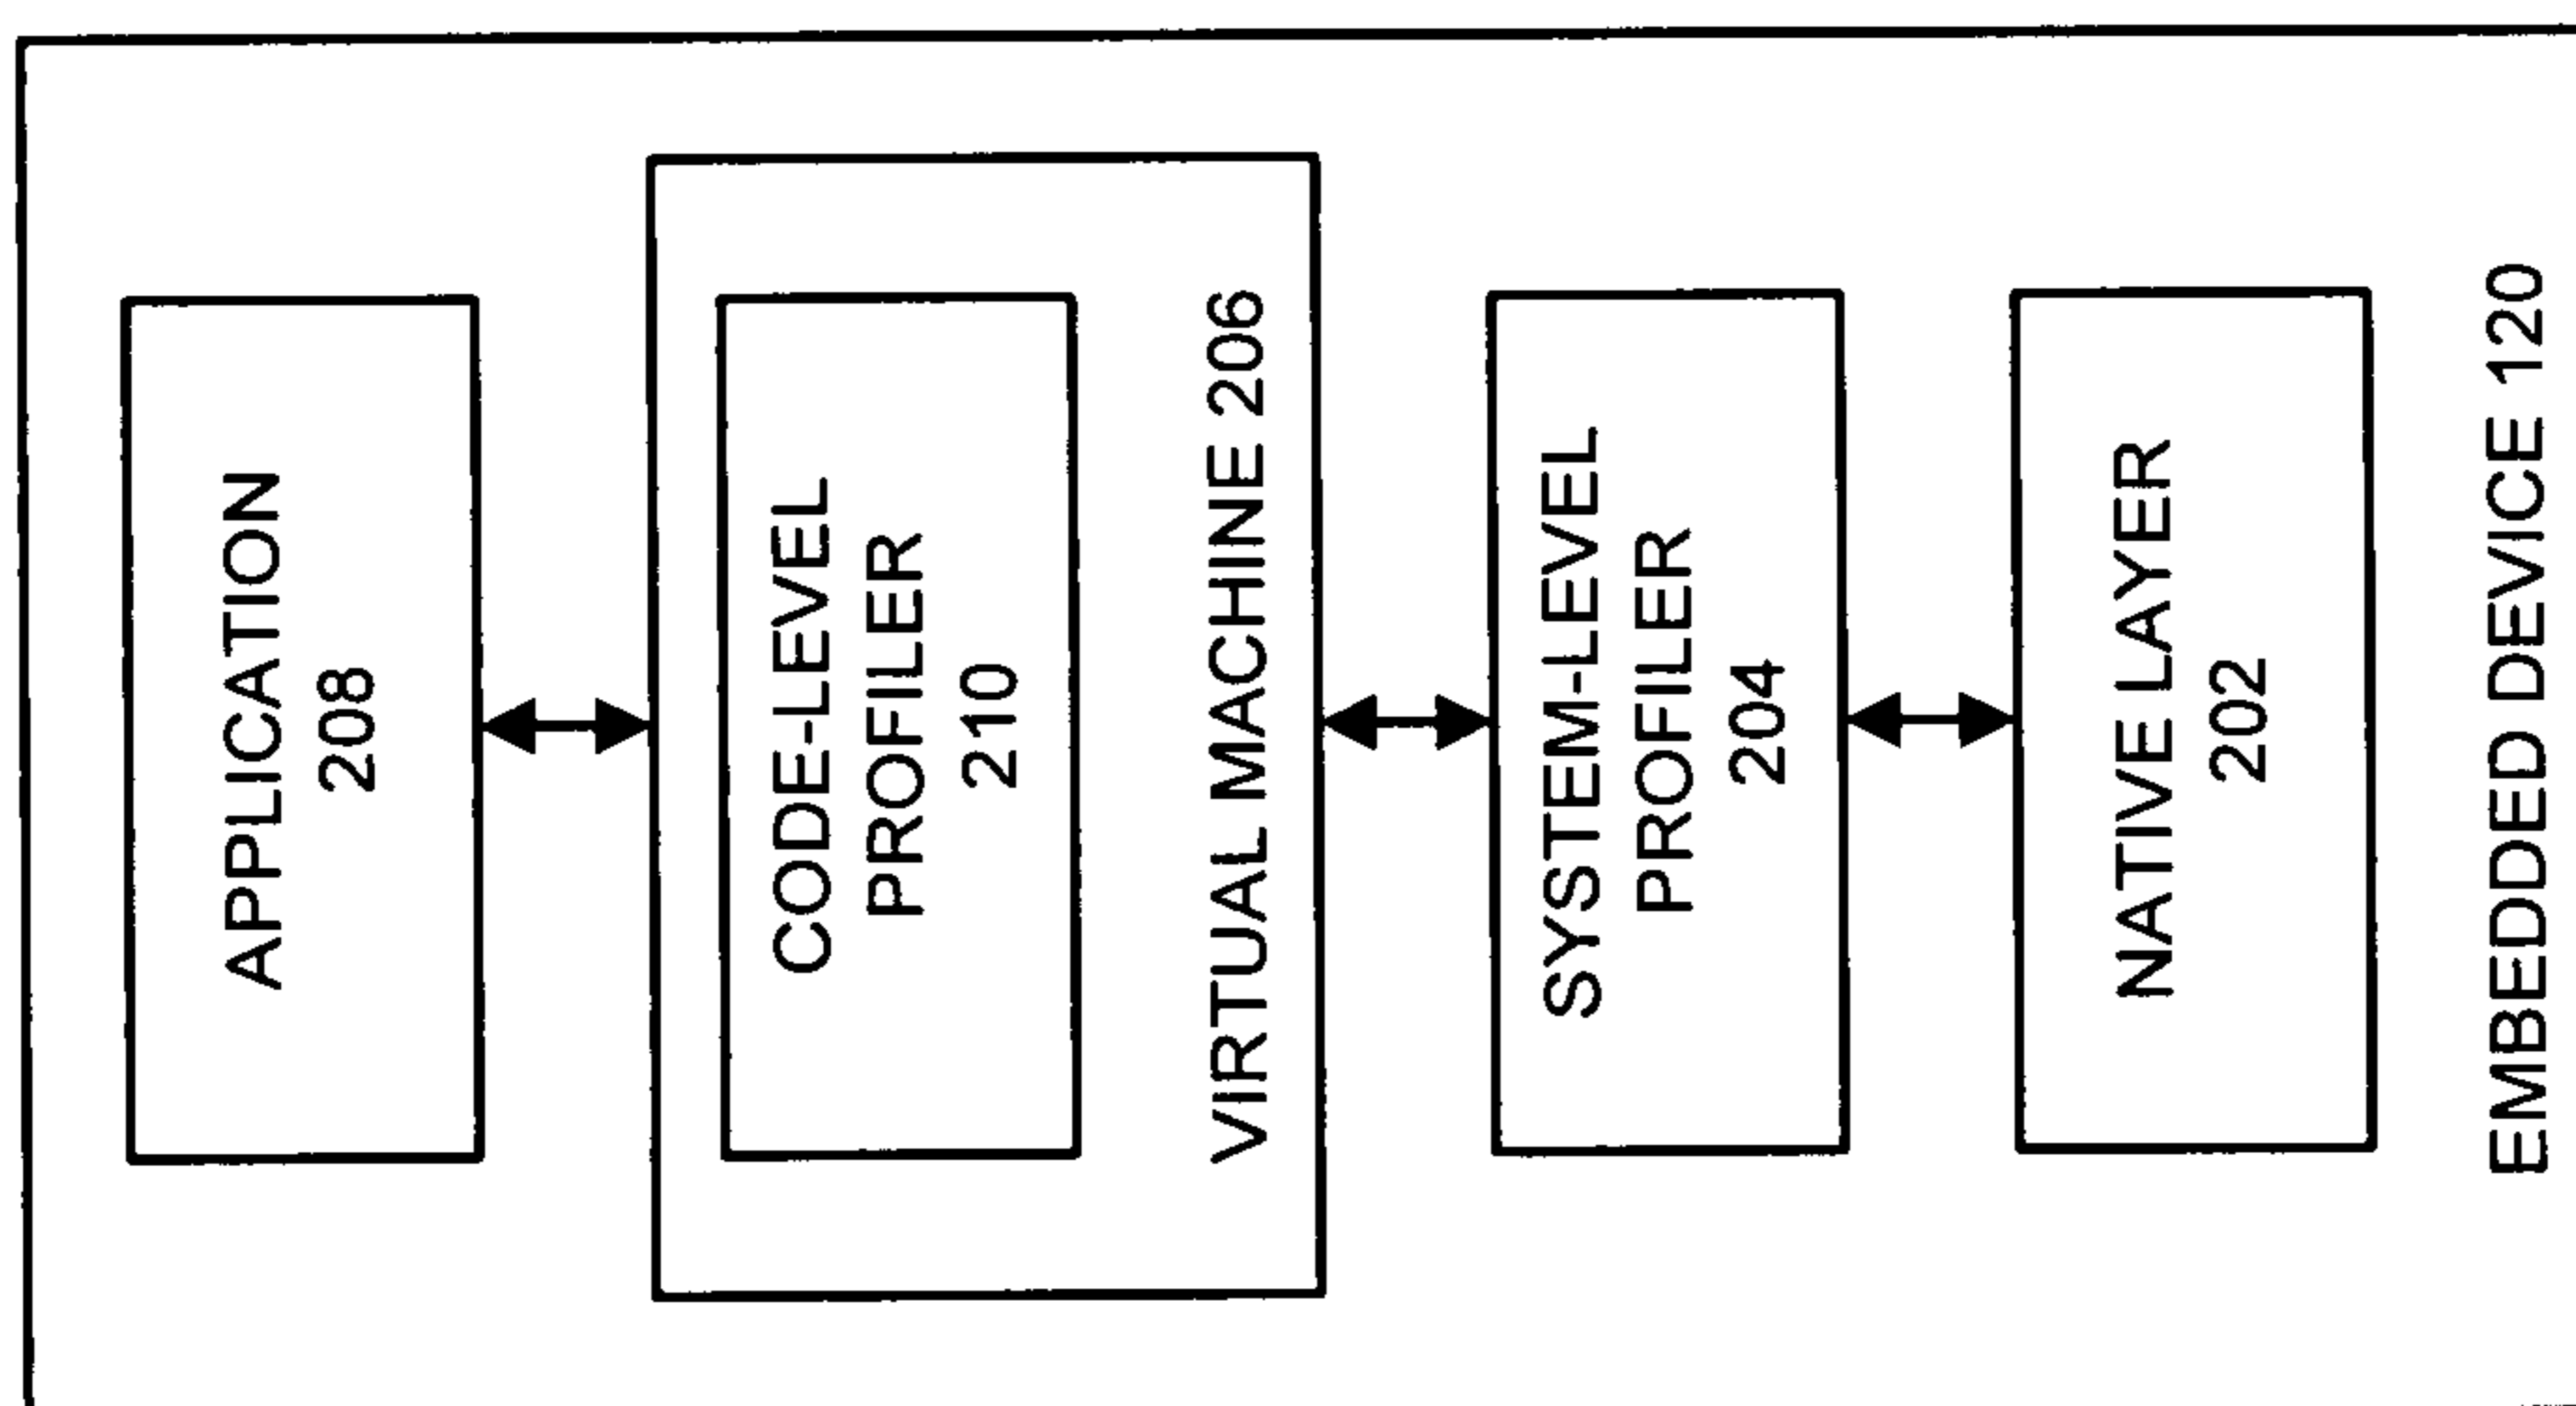 APPLICATION
208
CODE-LEVEL
PROFILER
210
VIRTUAL MACHINE 206
SYSTEM-LEVEL
PROFILER
204
NATIVE LAYER
202
EMBEDDED DEVICE 120